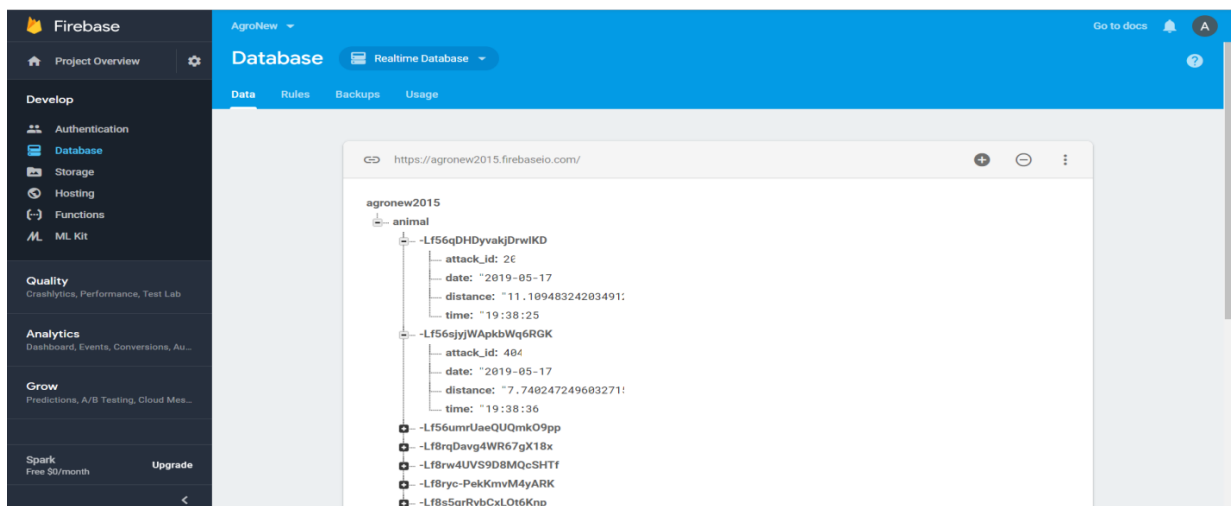 Firebase
Project Overview
Develop
Authentication
Database
Storage
Hosting
Functions
ML Kit
Quality
Crashlytics, Performance, Test Lab
Analytics
Dashboard, Events, Conversions, Au...
Grow
Predictions, A/B Testing, Cloud Mes...
Spark
Free $0/month Upgrade
AgroNew
Go to docs A
Database Realtime Database
Data Rules Backups Usage
https://agronew2015.firebaseio.com/
agronew2015
animal
-Lf56qDHDyvakjDrwlKD
attack_id:
date: "2019-05-17
distance: "11.10948324203491
time: "19:38:25
-Lf56sjyjWApkbWq6RGK
attack_id: 404
date: "2019-05-17
distance: "7.740247249603271
time: "19:38:36
-Lf56umrUaeQUQmkO9pp
-Lf8rqDavg4WR67gX18x
-Lf8rw4UVS9D8MQcSHTf
-Lf8ryc-PekKmvM4yARK